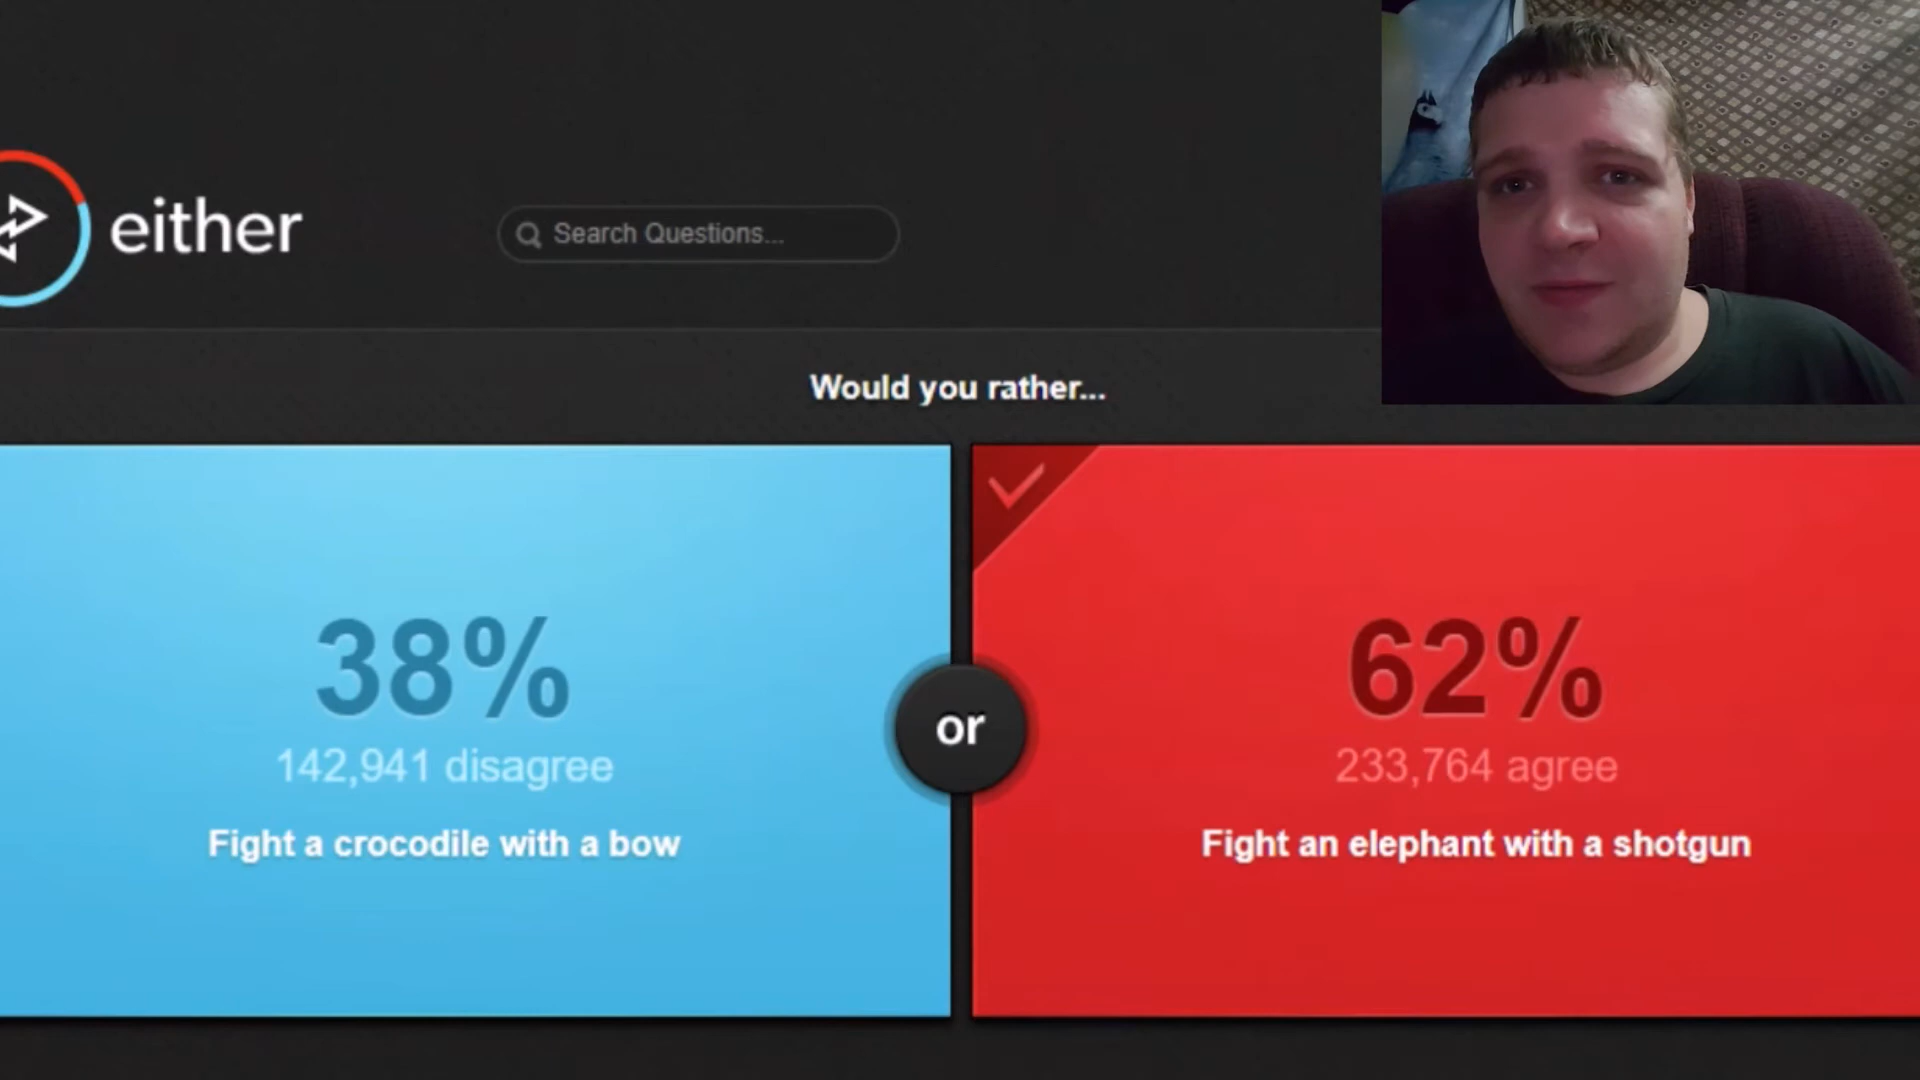 either
Search Questions...
Would you rather...
38%
142,941 disagree
Fight a crocodile with a bow
or
62%
233,764 agree
Fight an elephant with a shotgun